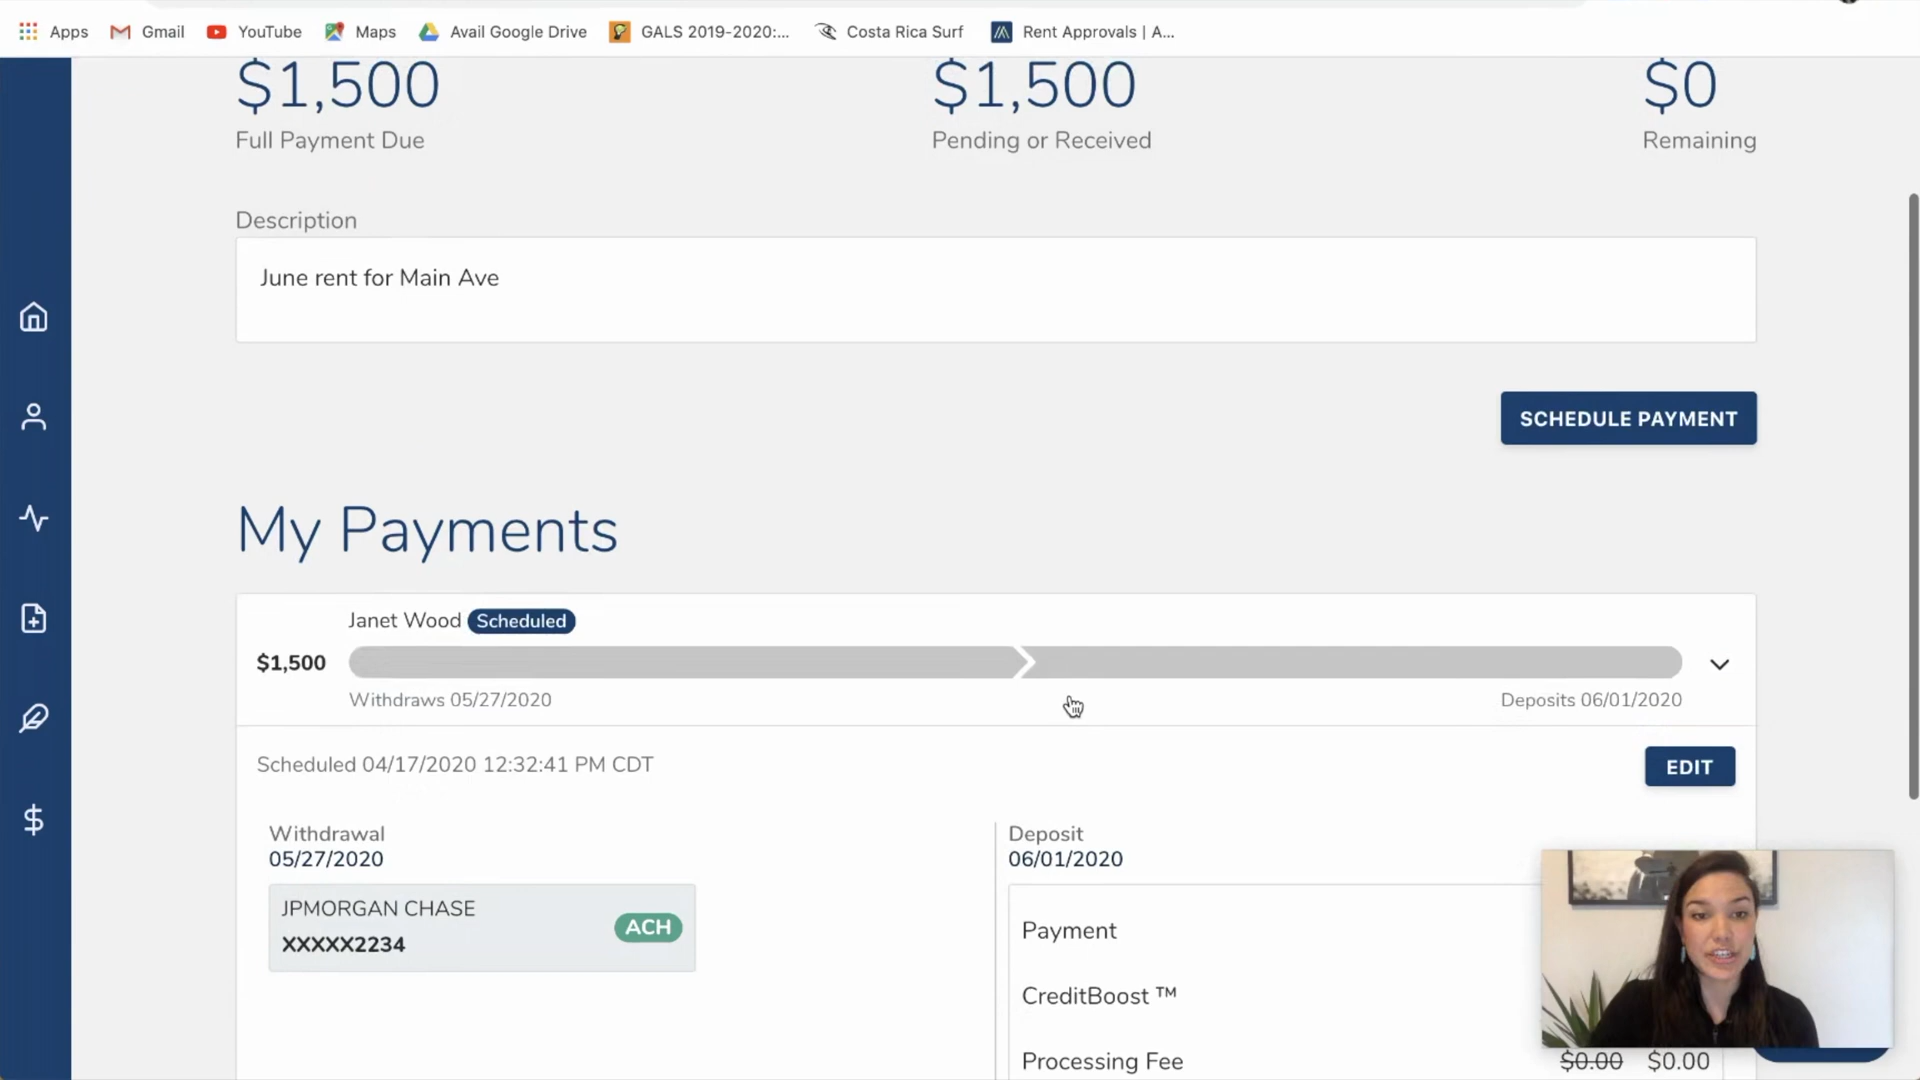 Apps Gmail YouTube Maps Avail Google Drive GALS 2019-2020:... Costa Rica Surf Rent Approvals | A...
$1,500 $1,500 $0
Full Payment Due Pending or Received Remaining
Description
June rent for Main Ave
SCHEDULE PAYMENT
My Payments
Janet Wood Scheduled
$1,500
Withdraws 05/27/2020 Deposits 06/01/2020
Scheduled 04/17/2020 12:32:41 PM CDT EDIT
Withdrawal Deposit
05/27/2020 06/01/2020
JPMORGAN CHASE
XXXXX2234 ACH
Payment
CreditBoost ™
Processing Fee $0.00 $0.00